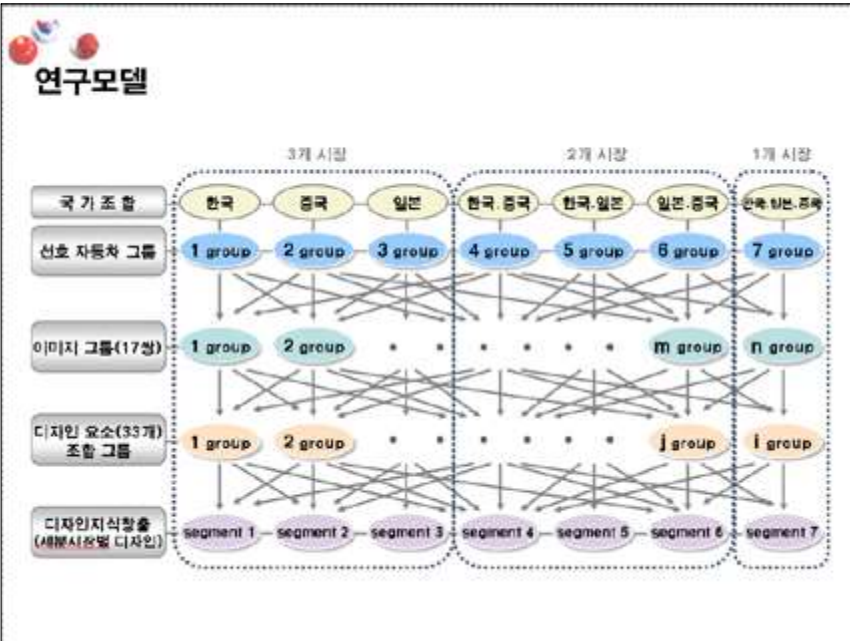 연구모델
3개 시장 2개 시장 1개 시장
국가조합 한국 중국 일본 한국.중국 한국.일본 일본.중국 한국.일본.중국
선호 자동차 그룹 1 group 2 group 3 group 4 group 5 group 6 group 7 group
이미지 그룹(17쌍) 1 group 2 group m group n group
디자인 요소(33개)
조합 그룹 1 group 2 group j group i group
디자인지식창출
(세분시장별 디자인) segment 1 segment 2 segment 3 segment 4 segment 5 segment 6 segment 7